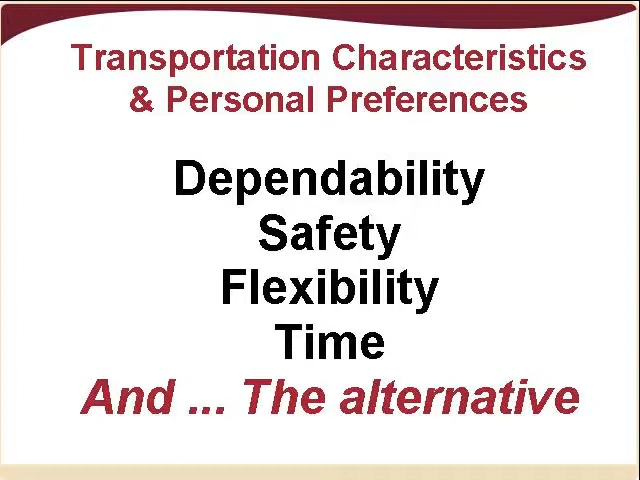 Transportation Characteristics
& Personal Preferences
Dependability
Safety
Flexibility
Time
And ... The alternative